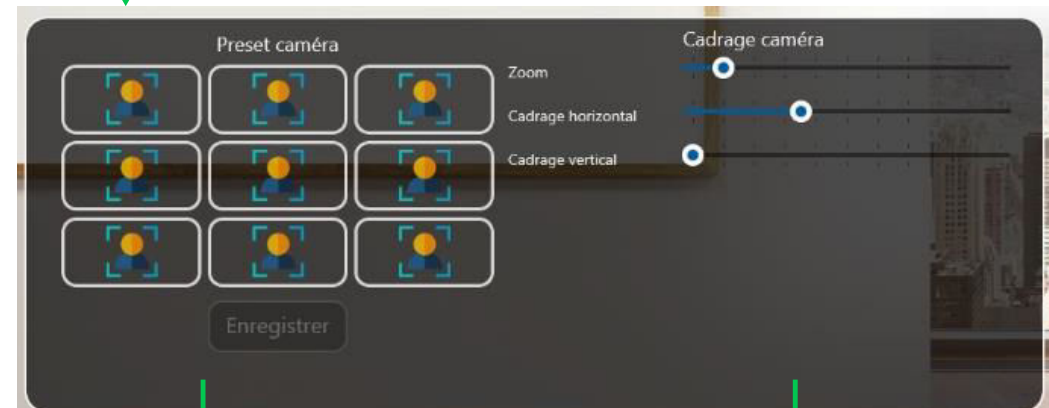 Preset caméra
Enregistrer
Cadrage caméra
Zoom
Cadrage horizontal
Cadrage vertical